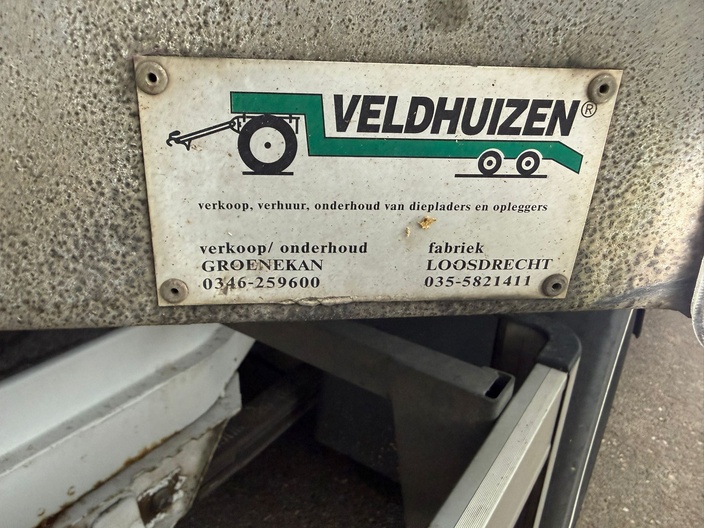 VELDHUIZEN®
verkoop, verhuur, onderhoud van diepladers en opleggers
verkoop/ onderhoud
GROENEKAN
0346-259600
fabriek
LOOSDRECHT
035-5821411